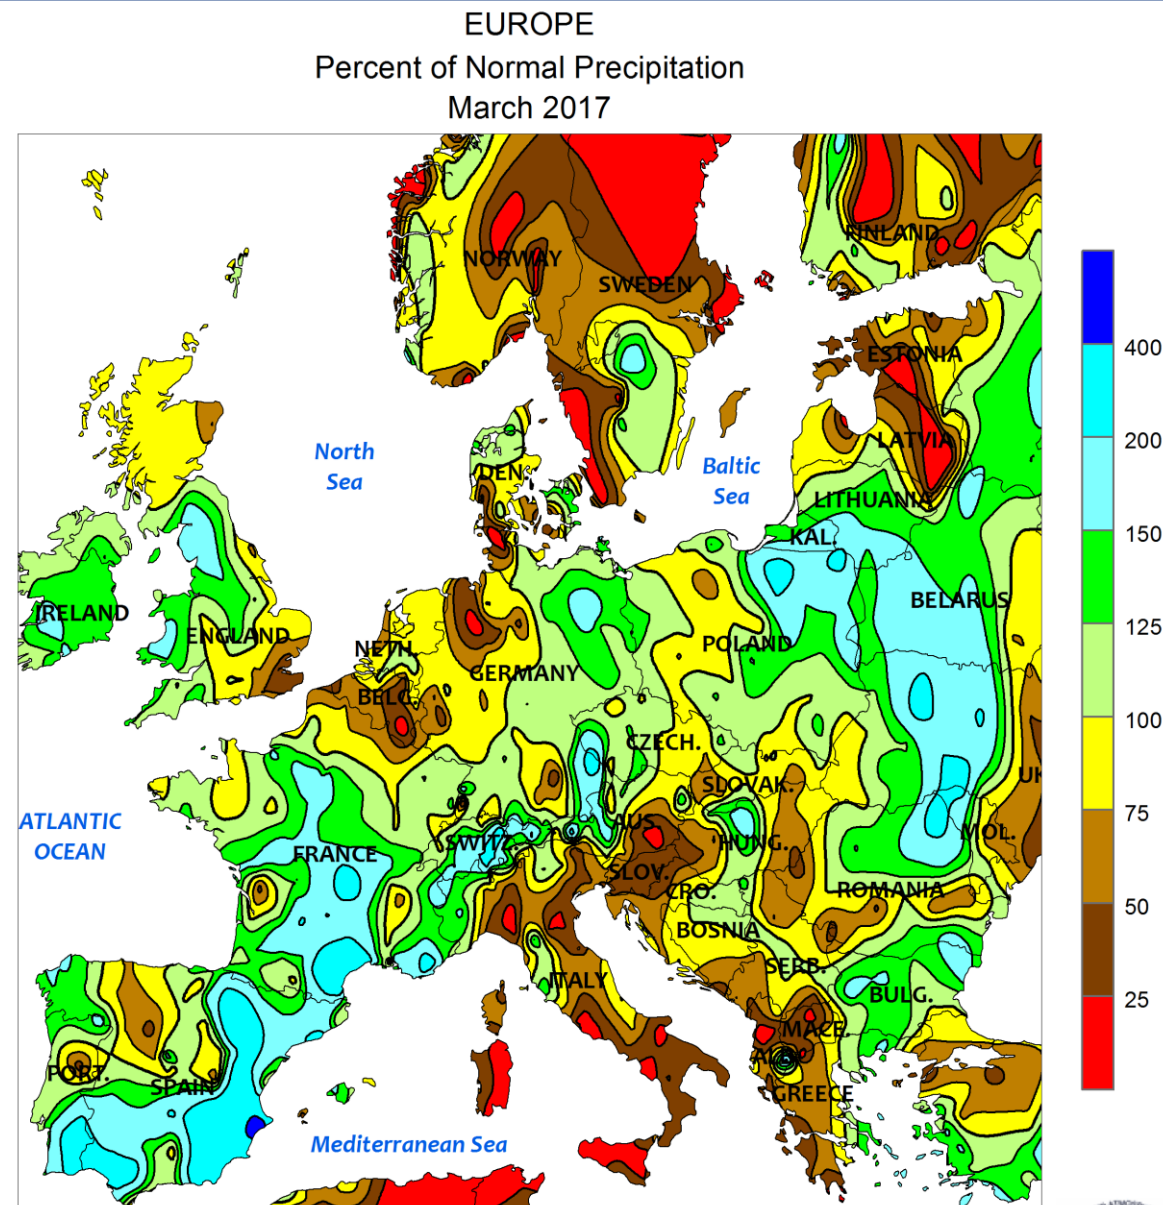 EUROPE
Percent of Normal Precipitation
March 2017
NORWAY
FINLAND
SWEDEN
ESTONIA
400
North
Sea
LATVIA
200
DEN.
Baltic
Sea
LITHUANIA
KAL.
150
IRELAND
ENGLAND
BELARUS
125
NETH.
POLAND
GERMANY
BELG.
100
CZECH.
SLOVAK.
UK
75
ATLANTIC
OCEAN
AUS.
MOL.
SWITZ.
HUNG.
FRANCE
SLOV.
CRO.
ROMANIA
50
BOSNIA
SERB.
ITALY
BULG.
25
MACE.
AL
PORT.
SPAIN
GREECE
Mediterranean Sea